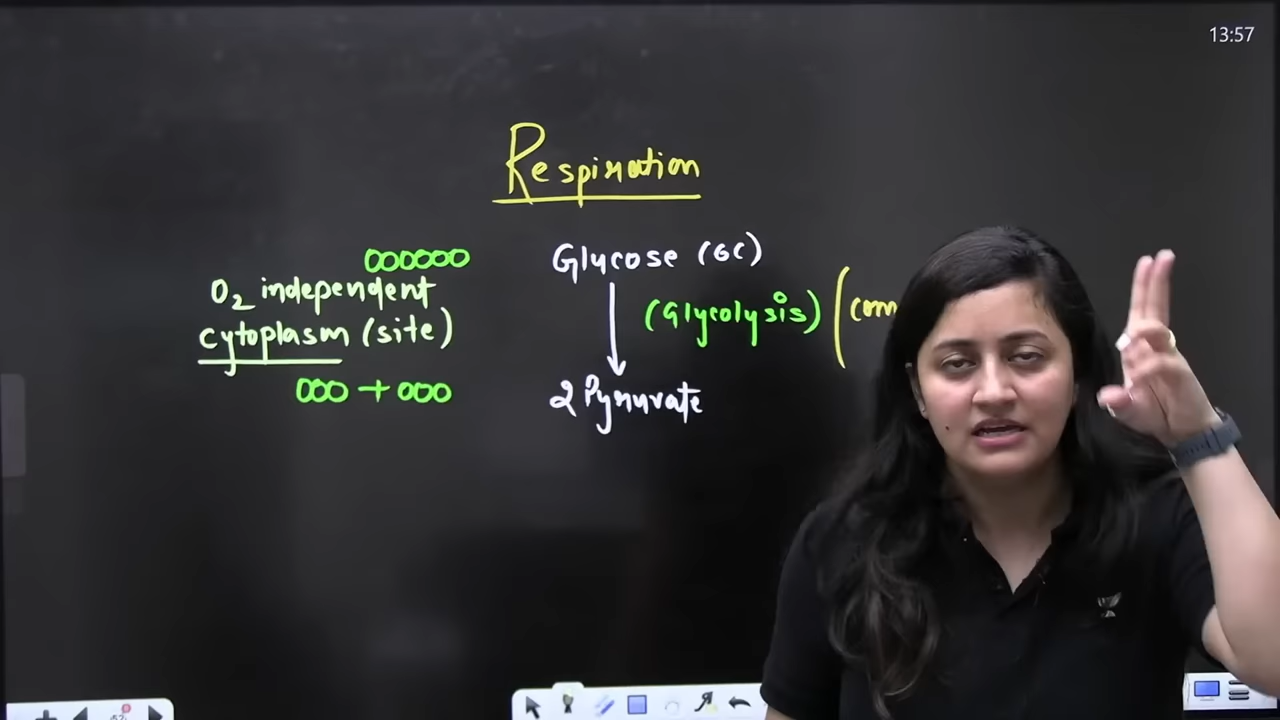 13:57
Respiration
000000
Glucose (6C)
O₂ independent
(Glycolysis)
cytoplasm (site)
000 + 000
2 Pyruvate